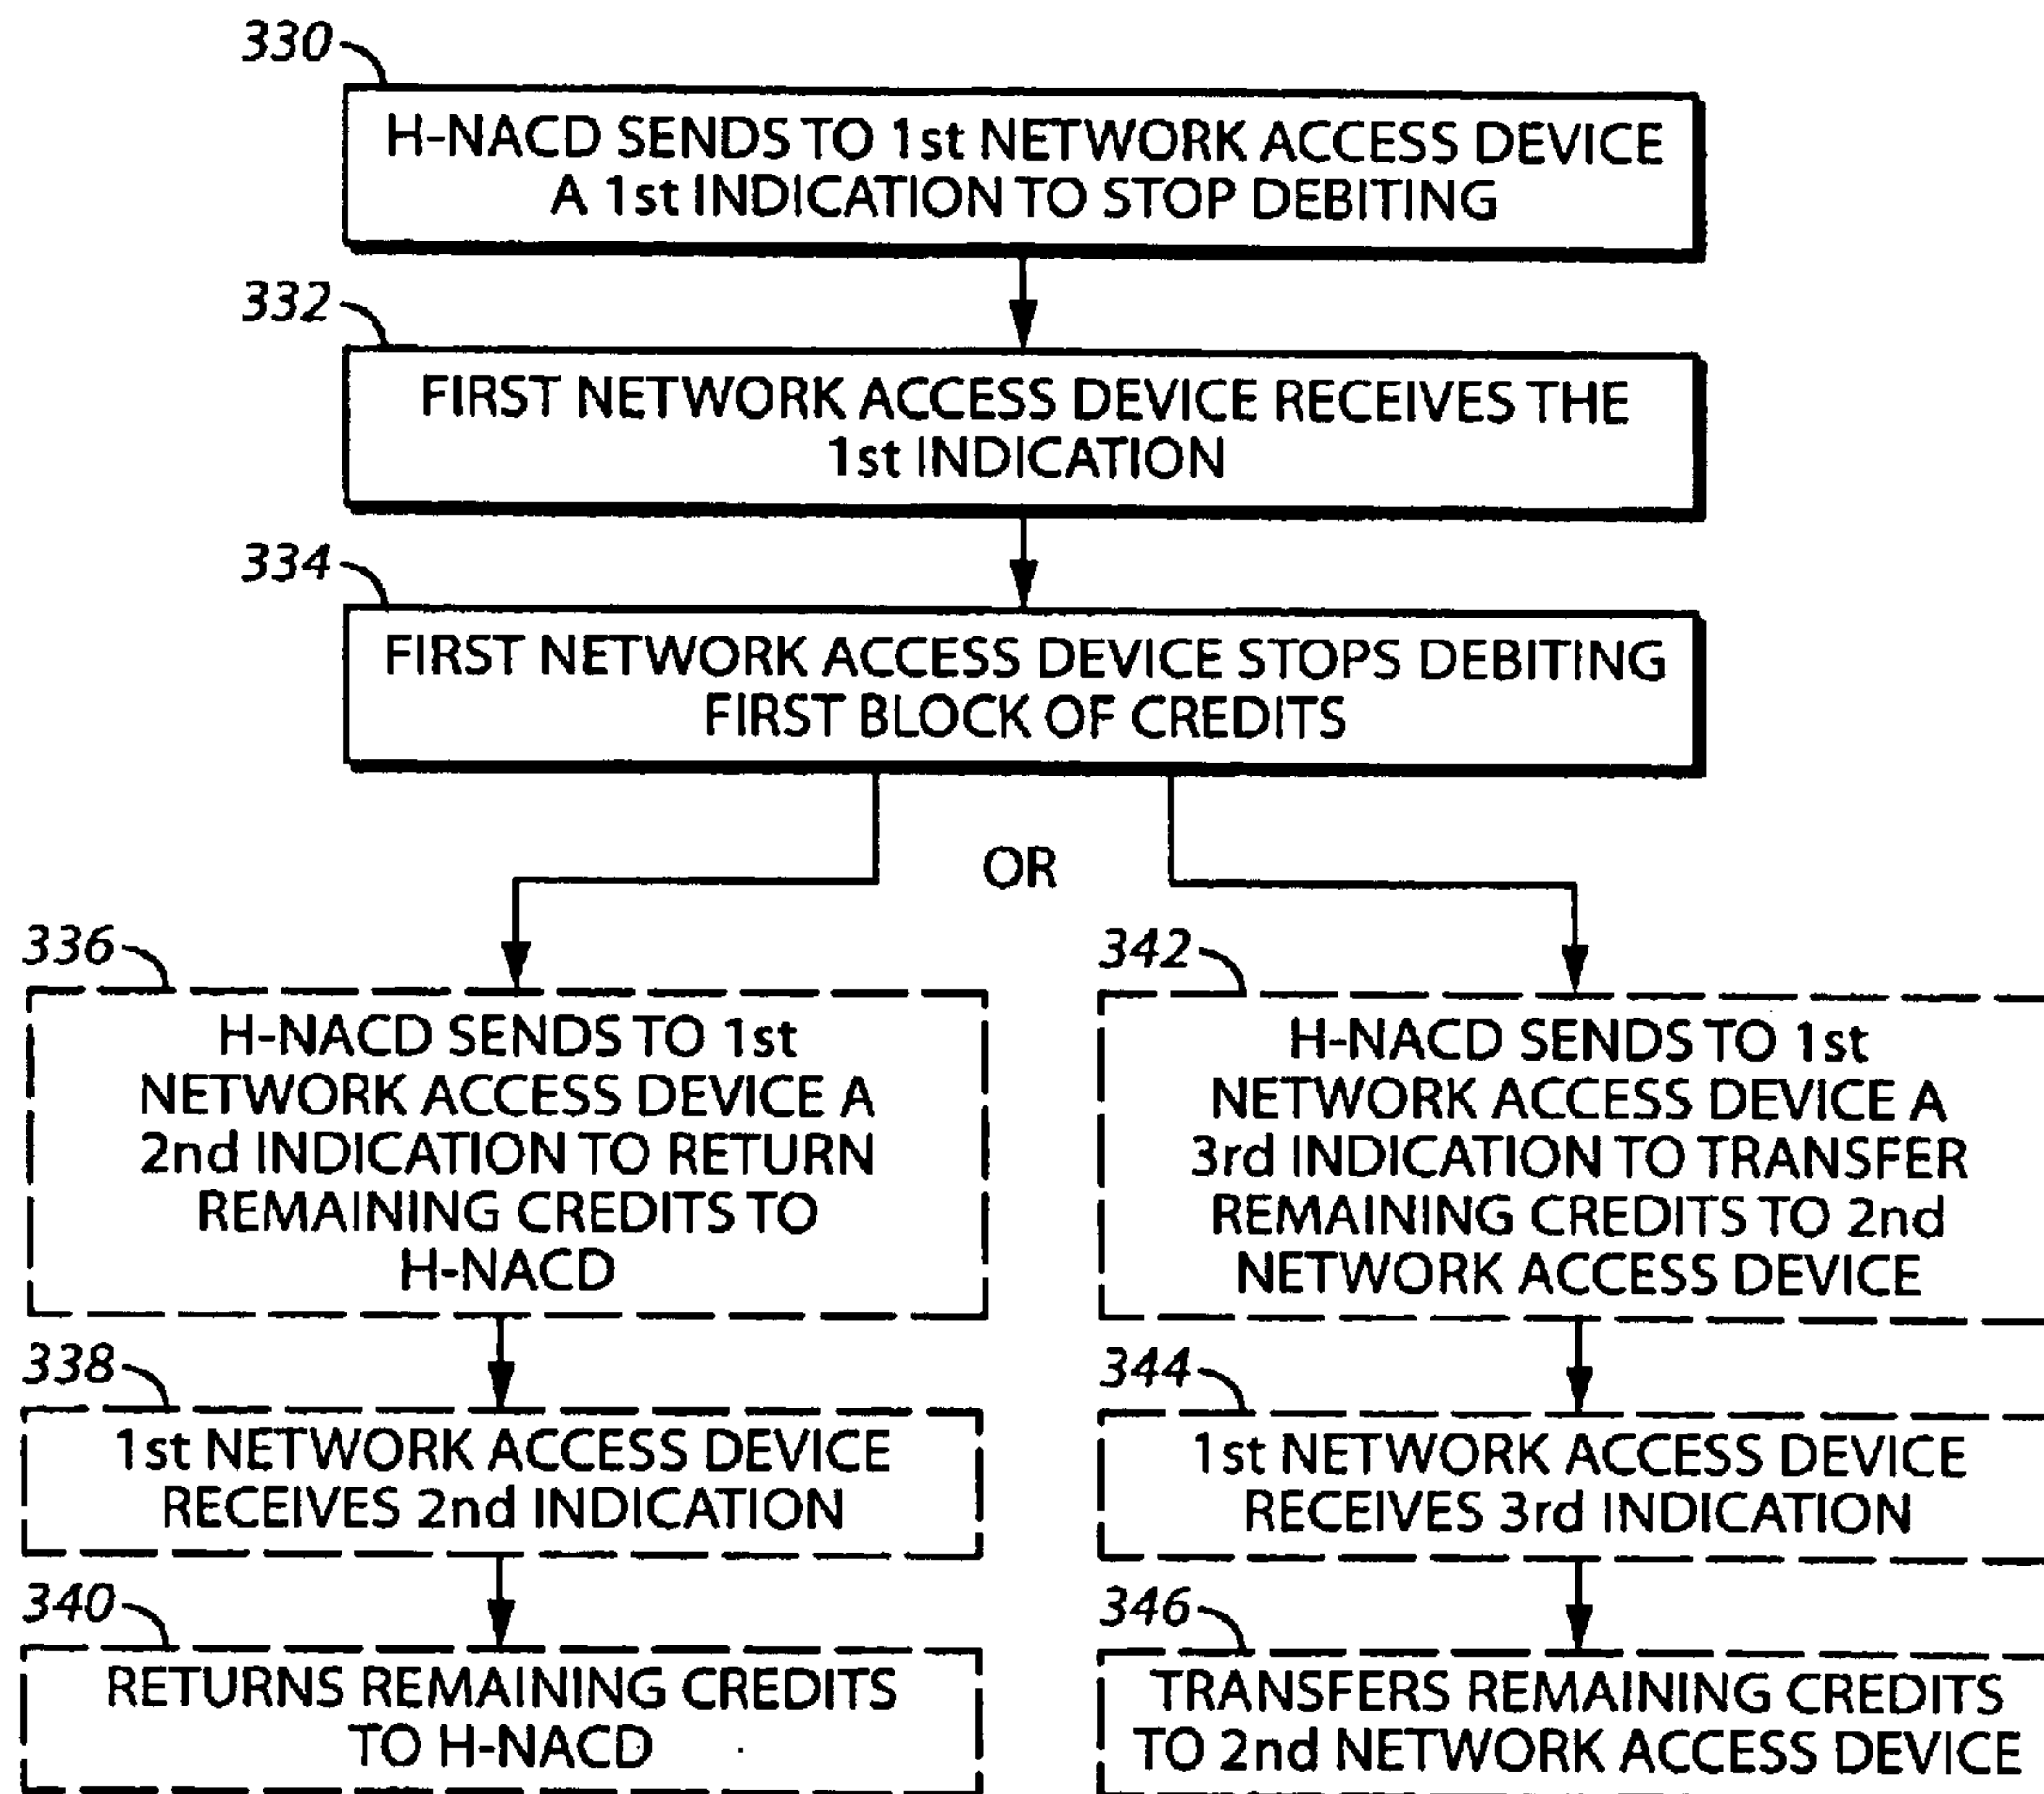 330
H-NACD SENDS TO 1st NETWORK ACCESS DEVICE
A 1st INDICATION TO STOP DEBITING
332
FIRST NETWORK ACCESS DEVICE RECEIVES THE
1st INDICATION
334
FIRST NETWORK ACCESS DEVICE STOPS DEBITING
FIRST BLOCK OF CREDITS
OR
336
H-NACD SENDS TO 1st
NETWORK ACCESS DEVICE A
2nd INDICATION TO RETURN
REMAINING CREDITS TO
H-NACD
338
1st NETWORK ACCESS DEVICE
RECEIVES 2nd INDICATION
340
RETURNS REMAINING CREDITS
TO H-NACD
342
H-NACD SENDS TO 1st
NETWORK ACCESS DEVICE A
3rd INDICATION TO TRANSFER
REMAINING CREDITS TO 2nd
NETWORK ACCESS DEVICE
344
1st NETWORK ACCESS DEVICE
RECEIVES 3rd INDICATION
346
TRANSFERS REMAINING CREDITS
TO 2nd NETWORK ACCESS DEVICE